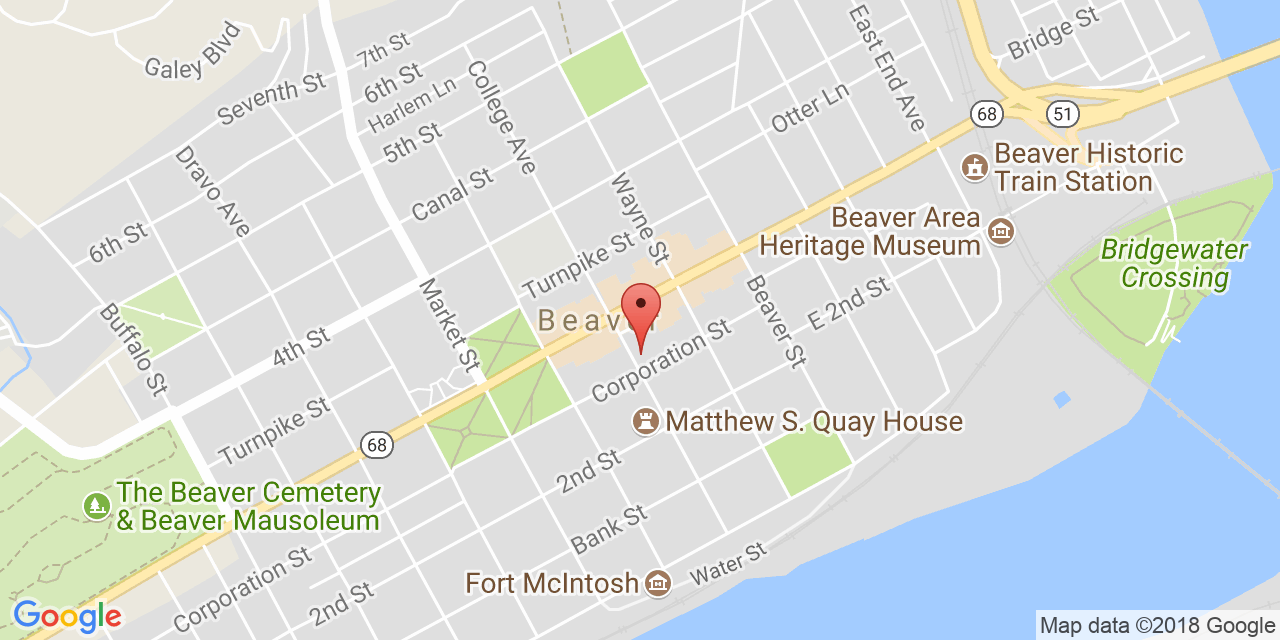 Galey Blvd
7th St
Seventh St
6th St
Harlem Ln
5th St
College Ave
East End Ave
Bridge St
Otter Ln
68
51
Beaver Historic
Train Station
Dravo Ave
Canal St
Wayne St
Beaver Area
Heritage Museum
Bridgewater
Crossing
6th St
Turnpike St
Buffalo St
4th St
Market St
Beaver
Beaver St
E 2nd St
Corporation St
Turnpike St
68
Matthew S. Quay House
The Beaver Cemetery
& Beaver Mausoleum
2nd St
Bank St
Water St
Fort McIntosh
Corporation St
2nd St
Google
Map data ©2018 Google